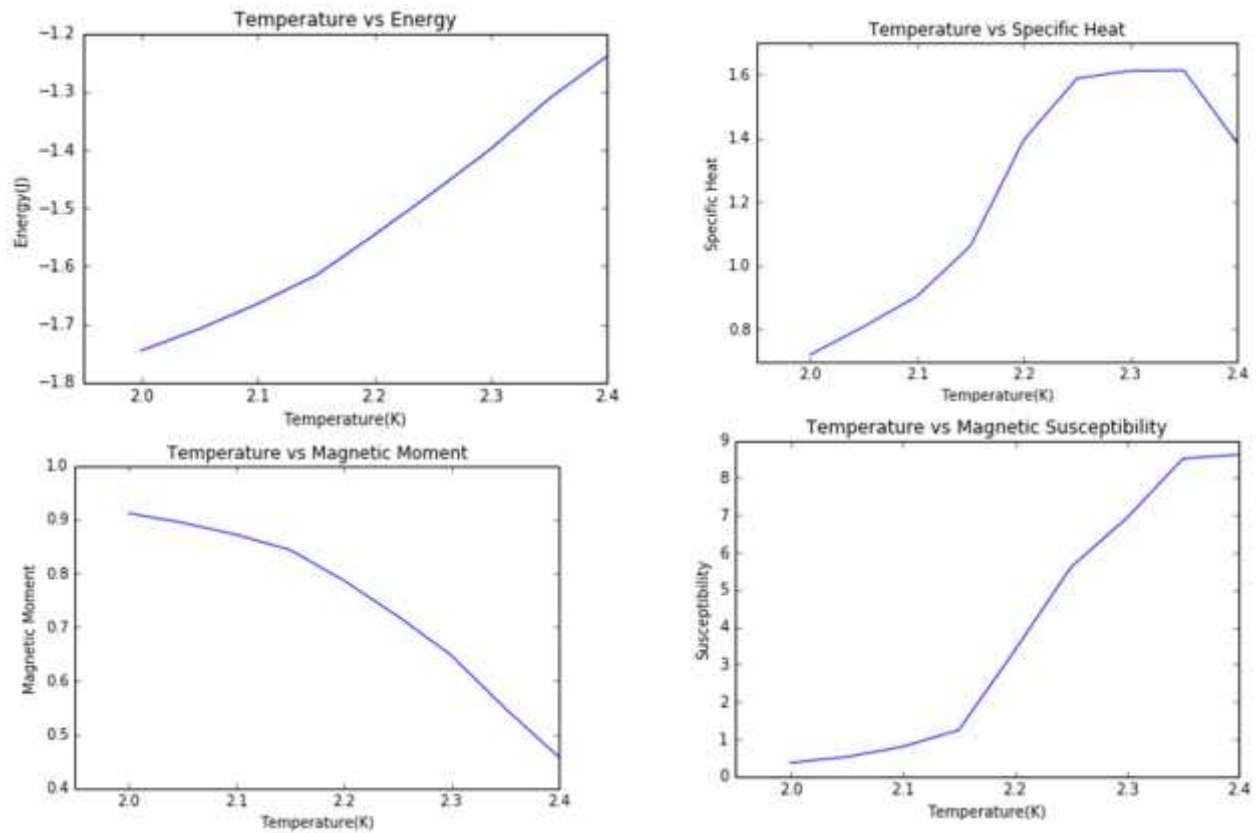 Temperature vs Energy
−1.2
−1.3
−1.4
−1.5
−1.6
−1.7
−1.8
Energy(J)
2.0 2.1 2.2 2.3 2.4
Temperature(K)
Temperature vs Specific Heat
1.6
1.4
1.2
1.0
0.8
Specific Heat
2.0 2.1 2.2 2.3 2.4
Temperature(K)
Temperature vs Magnetic Moment
1.0
0.9
0.8
0.7
0.6
0.5
0.4
Magnetic Moment
2.0 2.1 2.2 2.3 2.4
Temperature(K)
Temperature vs Magnetic Susceptibility
9
8
7
6
5
4
3
2
1
0
Susceptibility
2.0 2.1 2.2 2.3 2.4
Temperature(K)